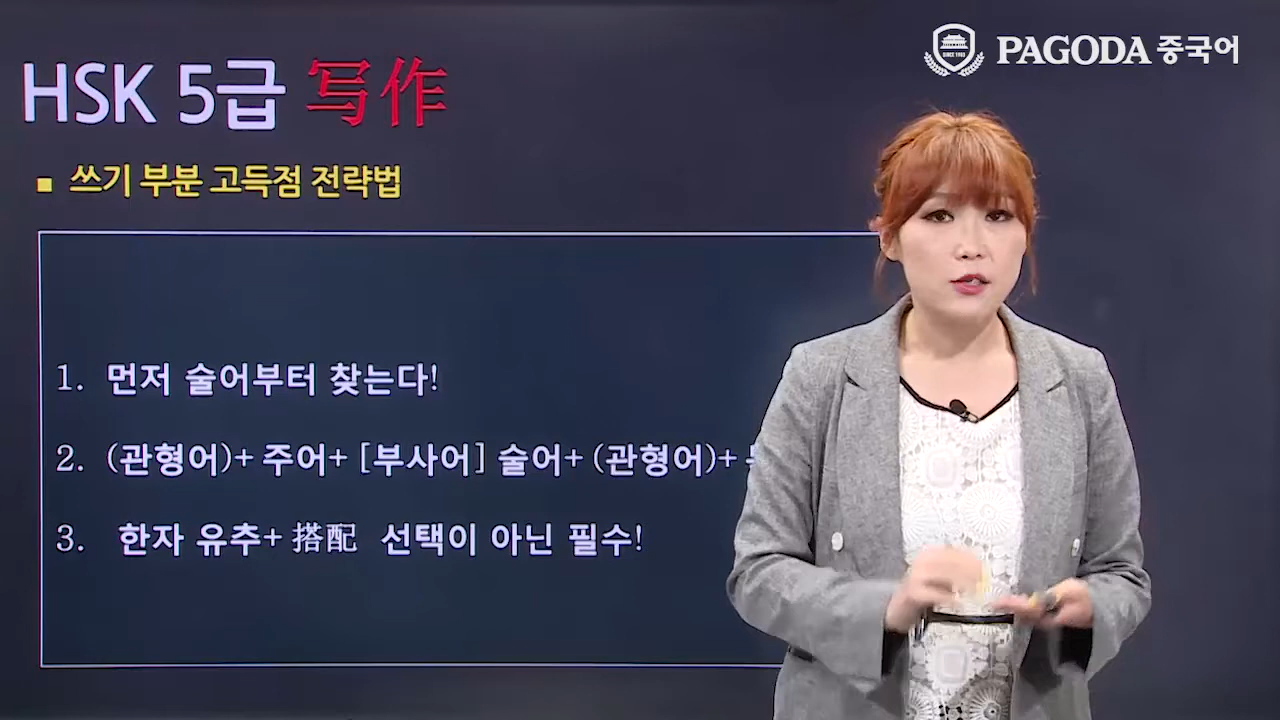 PAGODA 중국어
SINCE 1969
HSK 5급 写作
■ 쓰기 부분 고득점 전략법
1. 먼저 술어부터 찾는다!
2. (관형어)+ 주어+ [부사어] 술어+ (관형어)+
3. 한자 유추+ 搭配 선택이 아닌 필수!